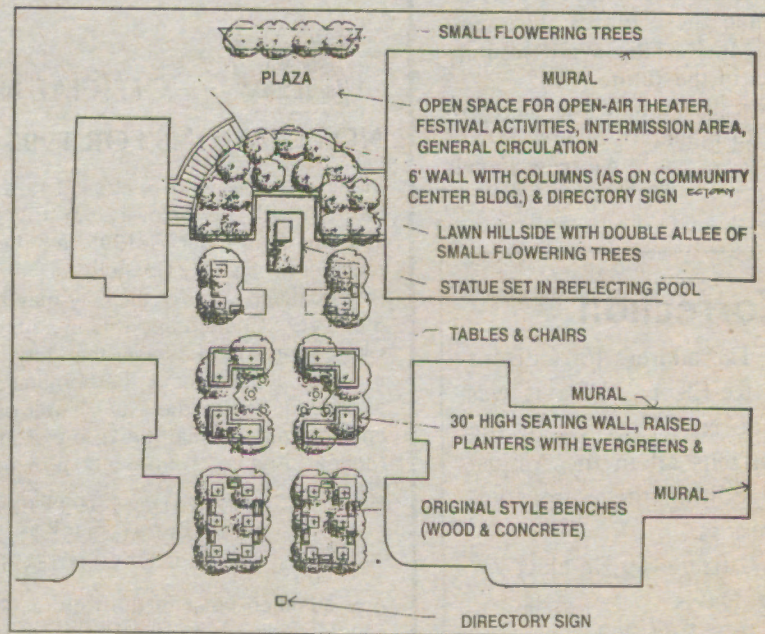 SMALL FLOWERING TREES
PLAZA
MURAL
OPEN SPACE FOR OPEN-AIR THEATER,
FESTIVAL ACTIVITIES, INTERMISSION AREA,
GENERAL CIRCULATION
6' WALL WITH COLUMNS (AS ON COMMUNITY
CENTER BLDG.) & DIRECTORY SIGN
LAWN HILLSIDE WITH DOUBLE ALLEE OF
SMALL FLOWERING TREES
STATUE SET IN REFLECTING POOL
TABLES & CHAIRS
MURAL
30" HIGH SEATING WALL, RAISED
PLANTERS WITH EVERGREENS &
MURAL
ORIGINAL STYLE BENCHES
(WOOD & CONCRETE)
DIRECTORY SIGN